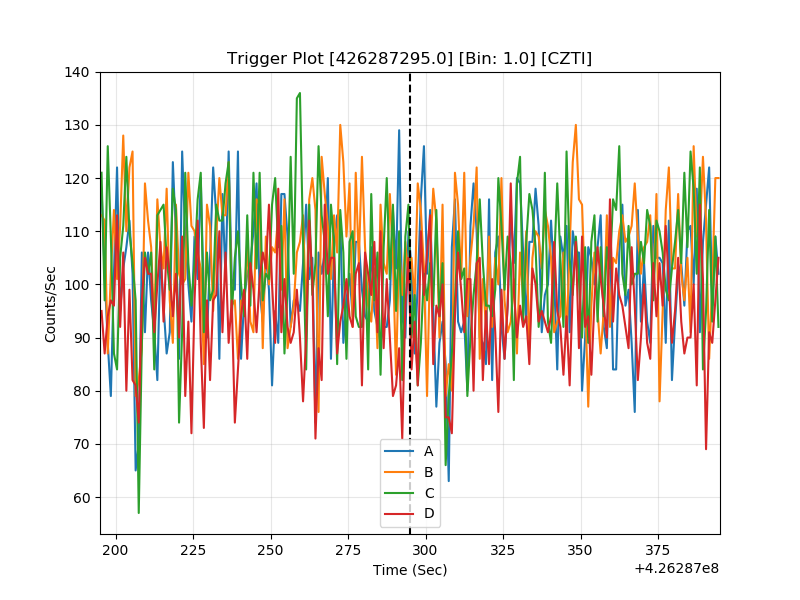 Trigger Plot [426287295.0] [Bin: 1.0] [CZTI]
140
130
120
110
100
90
80
70
60
Counts/Sec
A
B
C
D
200 225 250 275 300 325 350 375
Time (Sec)
+4.26287e8